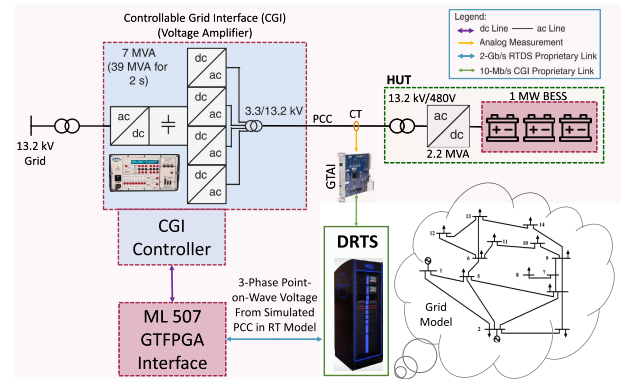 Controllable Grid Interface (CGI)
(Voltage Amplifier)
Legend:
dc Line
ac Line
Analog Measurement
2-Gb/s RTDS Proprietary Link
10-Mb/s CGI Proprietary Link
7 MVA
(39 MVA for
2 s)
dc
ac
dc
ac
dc
ac
dc
ac
ac
dc
3.3/13.2 kV
PCC
CT
HUT
13.2 kV/480V
1 MW BESS
ac
dc
2.2 MVA
13.2 kV
Grid
GTAI
CGI
Controller
DRTS
3-Phase Point-
on-Wave Voltage
From Simulated
PCC in RT Model
ML 507
GTFPGA
Interface
Grid
Model
13
14
12
11
10
6
9
1
5
8
7
2